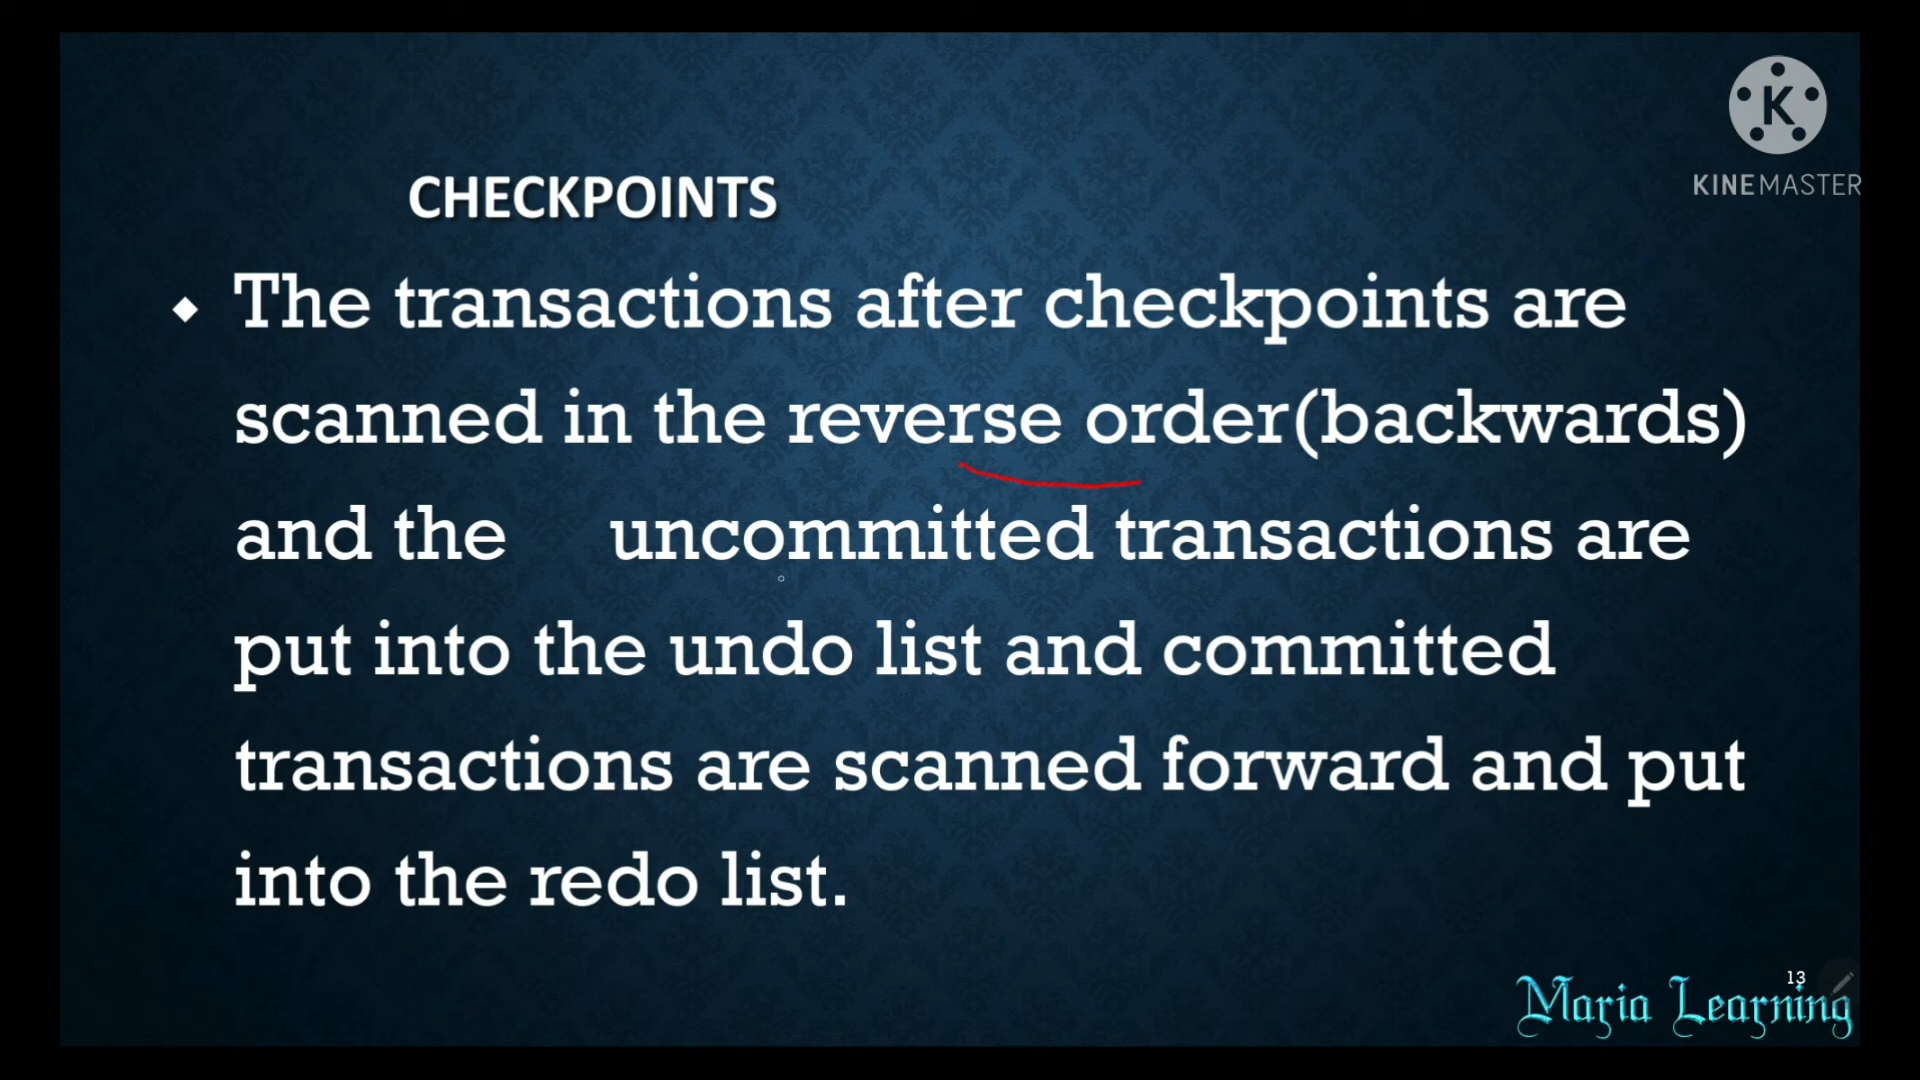 KINEMASTER
CHECKPOINTS
The transactions after checkpoints are
scanned in the reverse order(backwards)
and the uncommitted transactions are
put into the undo list and committed
transactions are scanned forward and put
into the redo list.
13
Maria Learning